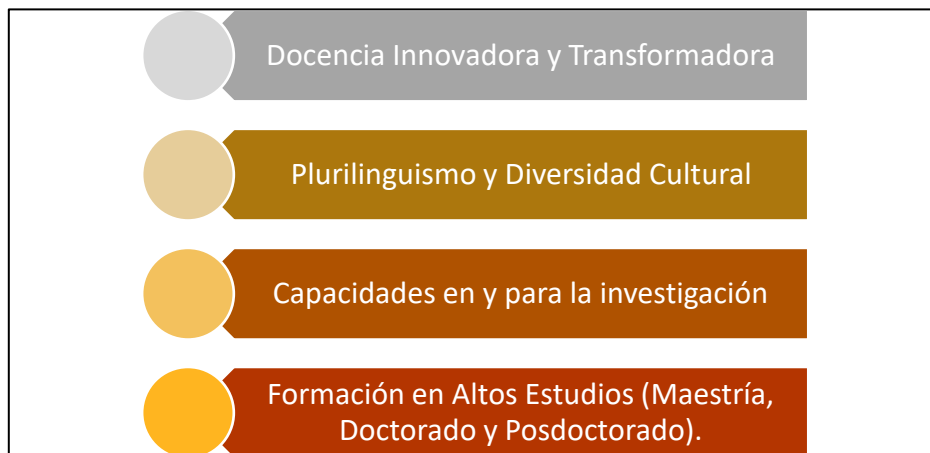 Docencia Innovadora y Transformadora
Plurilinguismo y Diversidad Cultural
Capacidades en y para la investigación
Formación en Altos Estudios (Maestría,
Doctorado y Posdoctorado).